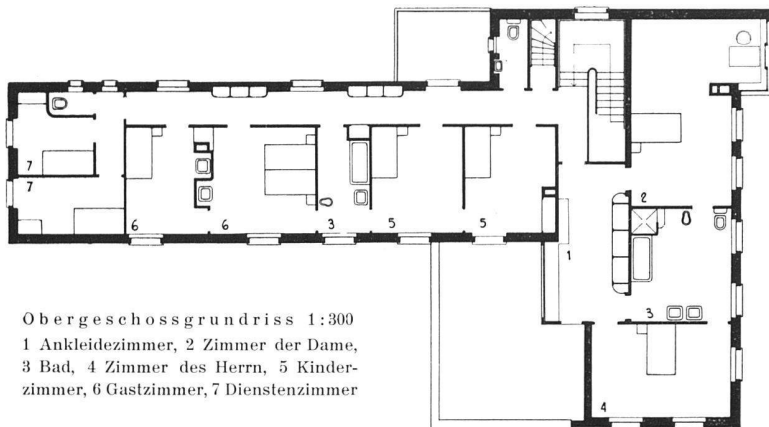 7
7
6
6
3
5
5
1
2
3
4
Obergeschossgrundriss 1:300
1 Ankleidezimmer, 2 Zimmer der Dame,
3 Bad, 4 Zimmer des Herrn, 5 Kinder-
zimmer, 6 Gastzimmer, 7 Dienstenzimmer